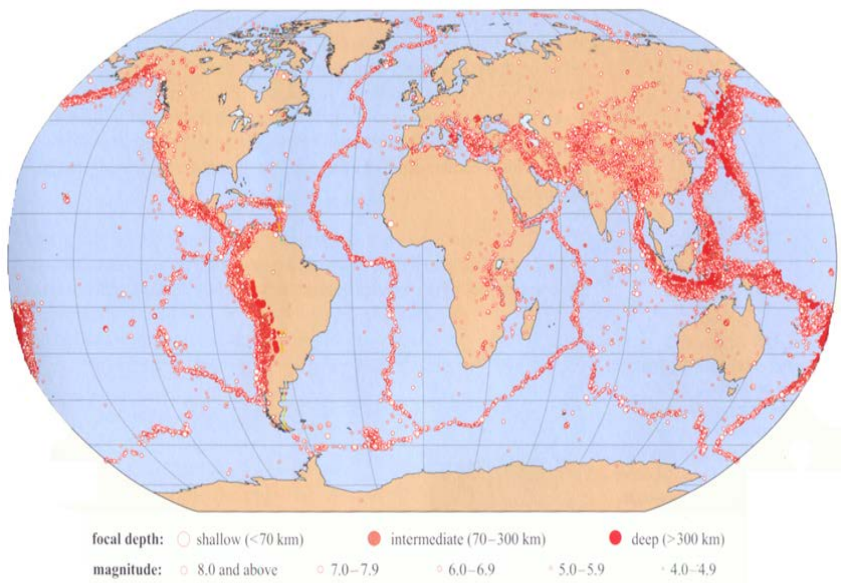 focal depth: shallow (<70 km) intermediate (70–300 km) deep (>300 km)
magnitude: 8.0 and above 7.0–7.9 6.0–6.9 5.0–5.9 4.0–4.9